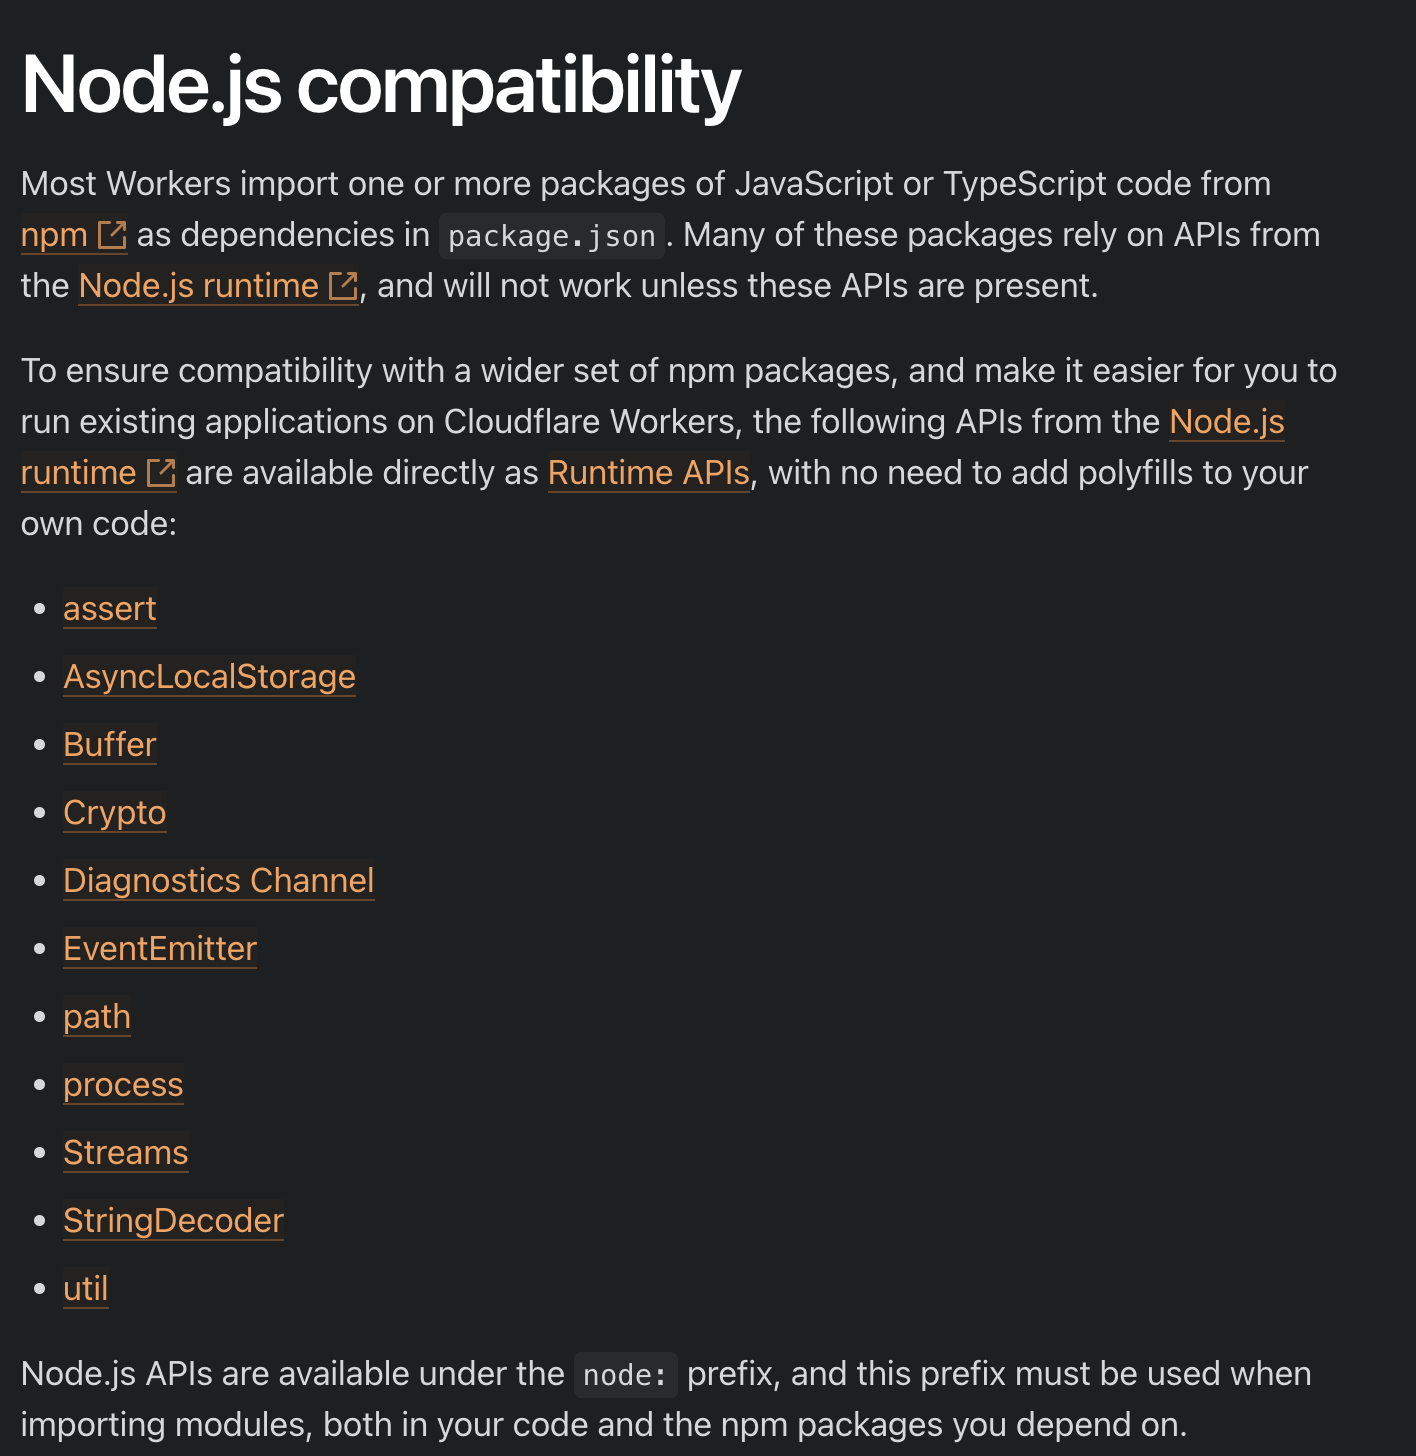 Node.js compatibility
Most Workers import one or more packages of JavaScript or TypeScript code from
npm as dependencies in package.json. Many of these packages rely on APIs from
the Node.js runtime, and will not work unless these APIs are present.
To ensure compatibility with a wider set of npm packages, and make it easier for you to
run existing applications on Cloudflare Workers, the following APIs from the Node.js
runtime are available directly as Runtime APIs, with no need to add polyfills to your
own code:
• assert
• AsyncLocalStorage
• Buffer
• Crypto
• Diagnostics Channel
• EventEmitter
• path
• process
• Streams
• StringDecoder
• util
Node.js APIs are available under the node: prefix, and this prefix must be used when
importing modules, both in your code and the npm packages you depend on.